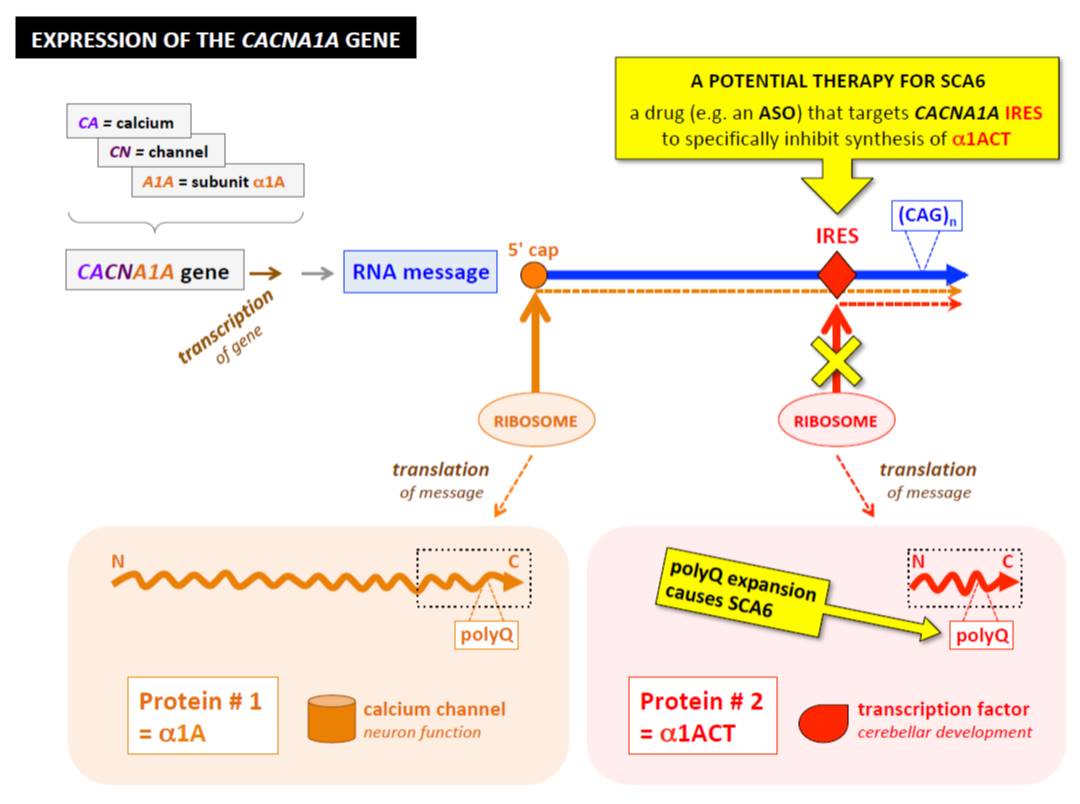 EXPRESSION OF THE CACNA1A GENE
CA = calcium
CN = channel
A1A = subunit α1A
CACNA1A gene
transcription
of gene
RNA message
5' cap
A POTENTIAL THERAPY FOR SCA6
a drug (e.g. an ASO) that targets CACNA1A IRES
to specifically inhibit synthesis of α1ACT
IRES
(CAG)n
RIBOSOME
RIBOSOME
translation
of message
translation
of message
N
C
polyQ
Protein # 1
= α1A
calcium channel
neuron function
polyQ expansion
causes SCA6
N
C
polyQ
Protein # 2
= α1ACT
transcription factor
cerebellar development